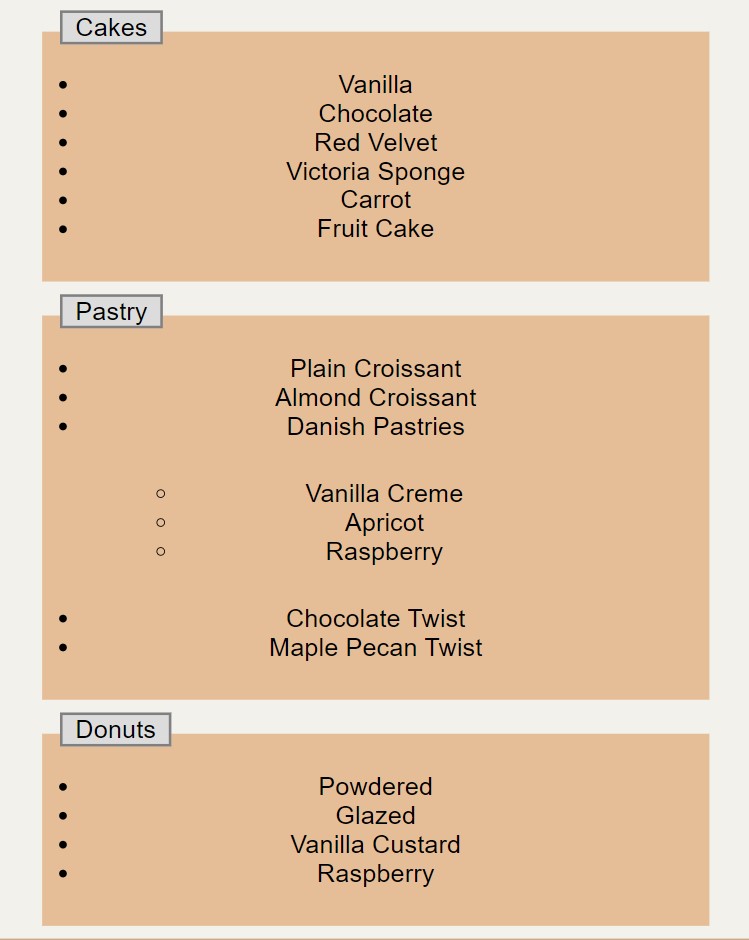 Cakes
Vanilla
Chocolate
Red Velvet
Victoria Sponge
Carrot
Fruit Cake
Pastry
Plain Croissant
Almond Croissant
Danish Pastries
Vanilla Creme
Apricot
Raspberry
Chocolate Twist
Maple Pecan Twist
Donuts
Powdered
Glazed
Vanilla Custard
Raspberry